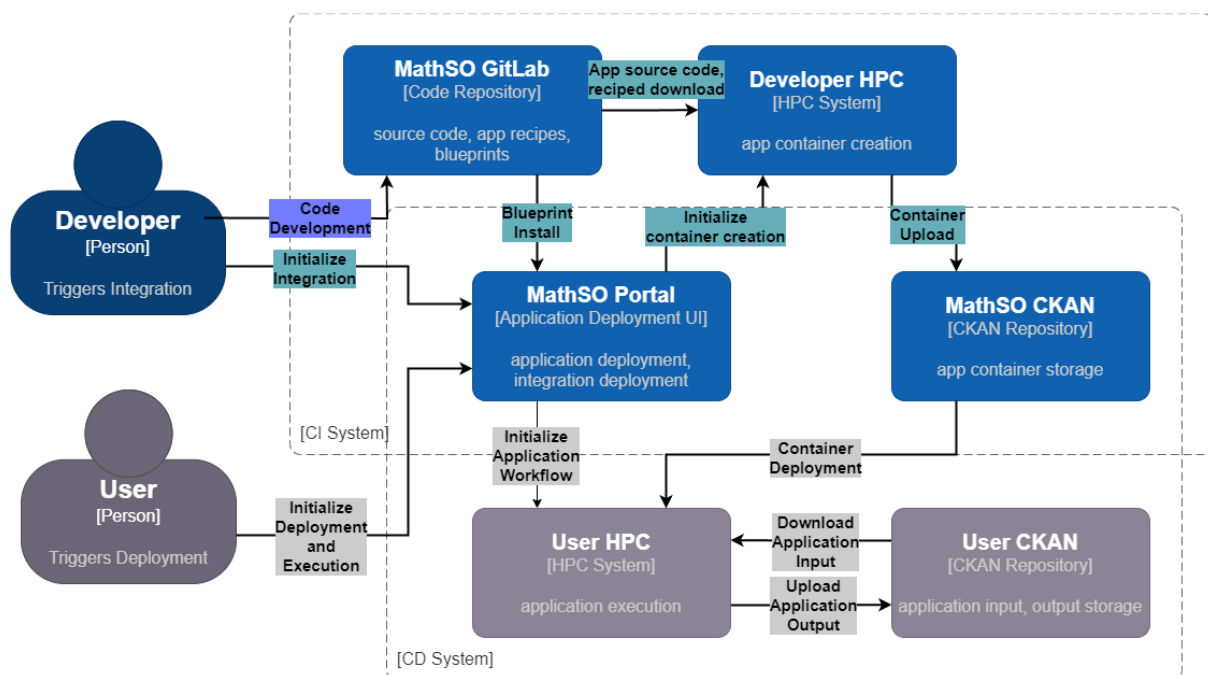 MathSO GitLab
[Code Repository]
source code, app recipes,
blueprints
App source code,
reciped download
Developer HPC
[HPC System]
app container creation
Developer
[Person]
Triggers Integration
Code
Development
Initialize
Integration
Blueprint
Install
Initialize
container creation
Container
Upload
MathSO Portal
[Application Deployment UI]
application deployment,
integration deployment
MathSO CKAN
[CKAN Repository]
app container storage
[CI System]
User
[Person]
Triggers Deployment
Initialize
Deployment
and
Execution
Initialize
Application
Workflow
Container
Deployment
User HPC
[HPC System]
application execution
Download
Application
Input
Upload
Application
Output
User CKAN
[CKAN Repository]
application input, output storage
[CD System]